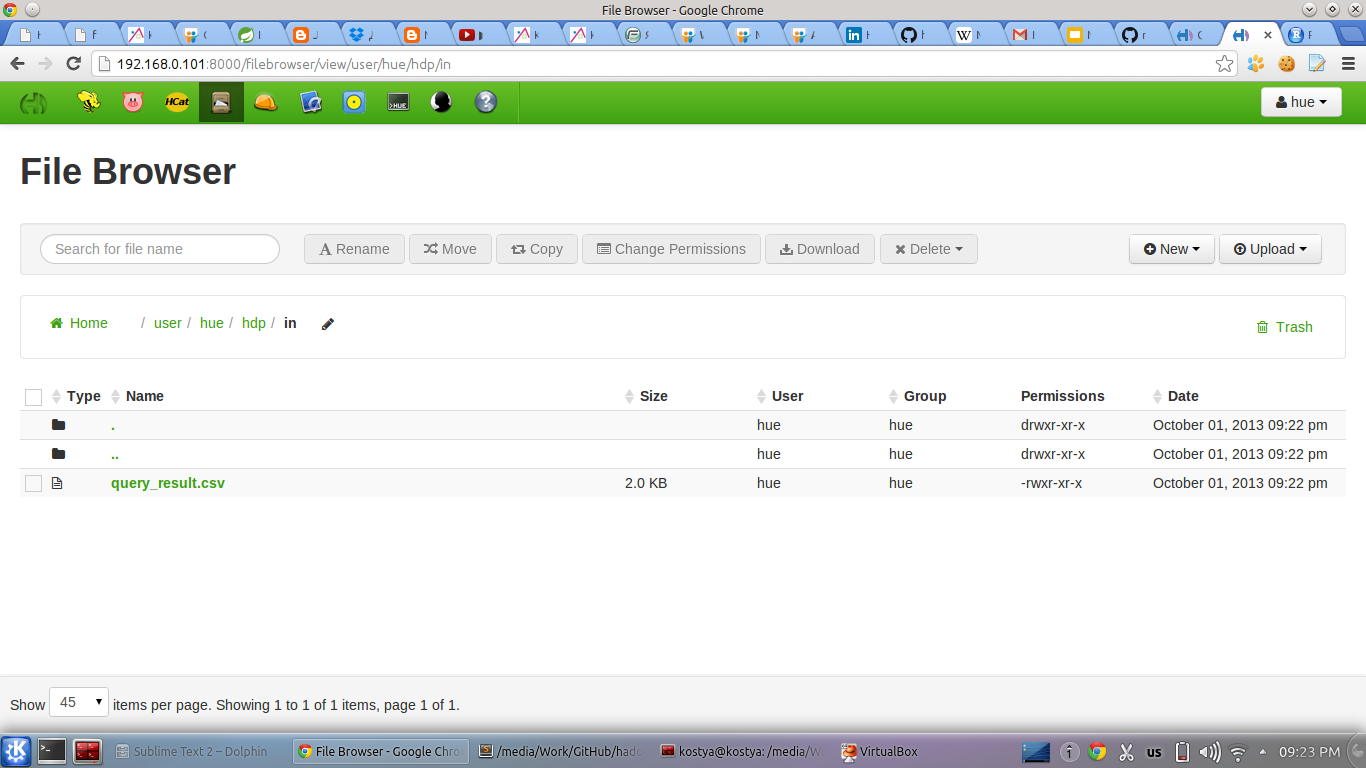 File Browser - Google Chrome
192.168.0.101:8000/filebrowser/view/user/hue/hdp/in
HCat >HUE ? hue
File Browser
Search for file name Rename Move Copy Change Permissions Download Delete New Upload
Home / user / hue / hdp / in Trash
Type Name Size User Group Permissions Date
. hue hue drwxr-xr-x October 01, 2013 09:22 pm
.. hue hue drwxr-xr-x October 01, 2013 09:22 pm
query_result.csv 2.0 KB hue hue -rwxr-xr-x October 01, 2013 09:22 pm
Show 45 items per page. Showing 1 to 1 of 1 items, page 1 of 1.
Sublime Text 2 – Dolphin File Browser - Google Chro /media/Work/GitHub/had kostya@kostya: /media/W VirtualBox us 09:23 PM